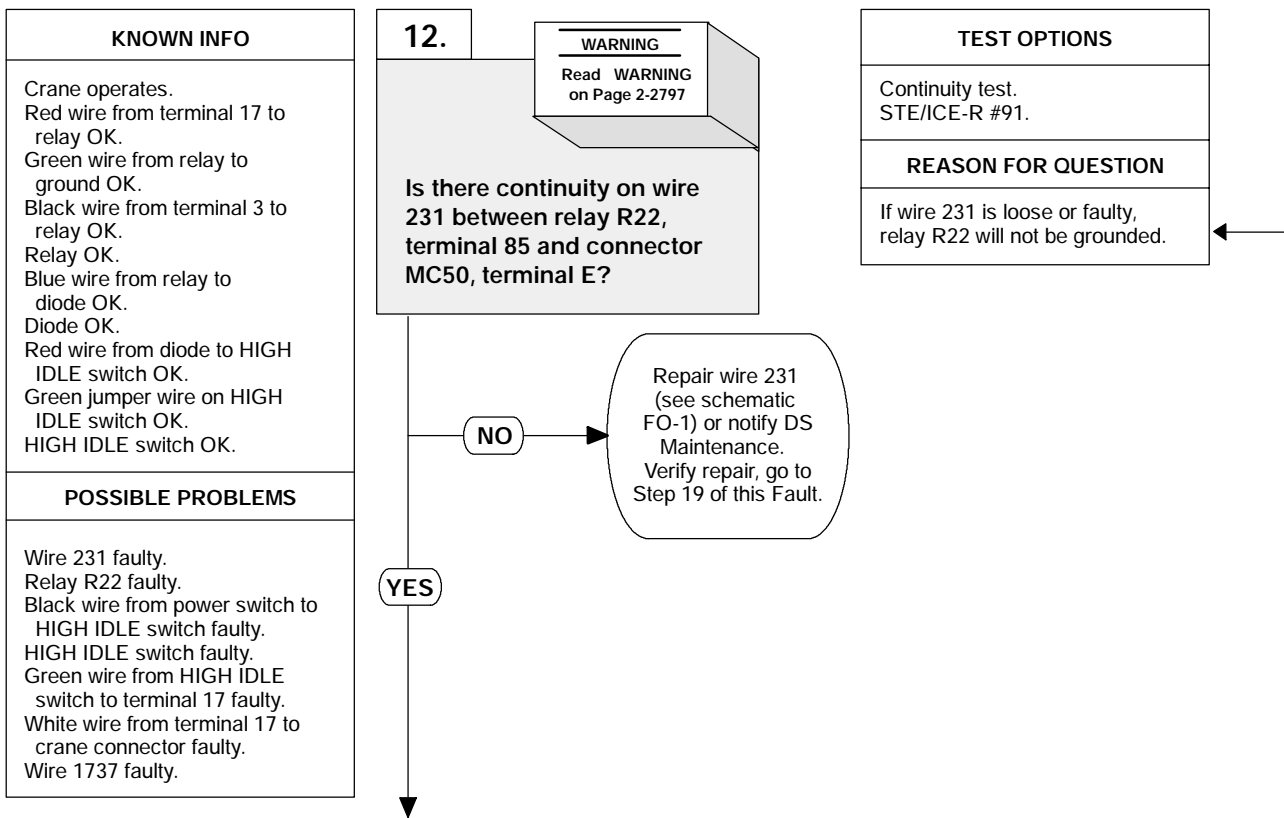 KNOWN INFO
Crane operates.
Red wire from terminal 17 to
relay OK.
Green wire from relay to
ground OK.
Black wire from terminal 3 to
relay OK.
Relay OK.
Blue wire from relay to
diode OK.
Diode OK.
Red wire from diode to HIGH
IDLE switch OK.
Green jumper wire on HIGH
IDLE switch OK.
HIGH IDLE switch OK.
POSSIBLE PROBLEMS
Wire 231 faulty.
Relay R22 faulty.
Black wire from power switch to
HIGH IDLE switch faulty.
HIGH IDLE switch faulty.
Green wire from HIGH IDLE
switch to terminal 17 faulty.
White wire from terminal 17 to
crane connector faulty.
Wire 1737 faulty.
12.
WARNING
Read WARNING
on Page 2-2797
Is there continuity on wire
231 between relay R22,
terminal 85 and connector
MC50, terminal E?
NO
Repair wire 231
(see schematic
FO-1) or notify DS
Maintenance.
Verify repair, go to
Step 19 of this Fault.
YES
TEST OPTIONS
Continuity test.
STE/ICE-R #91.
REASON FOR QUESTION
If wire 231 is loose or faulty,
relay R22 will not be grounded.